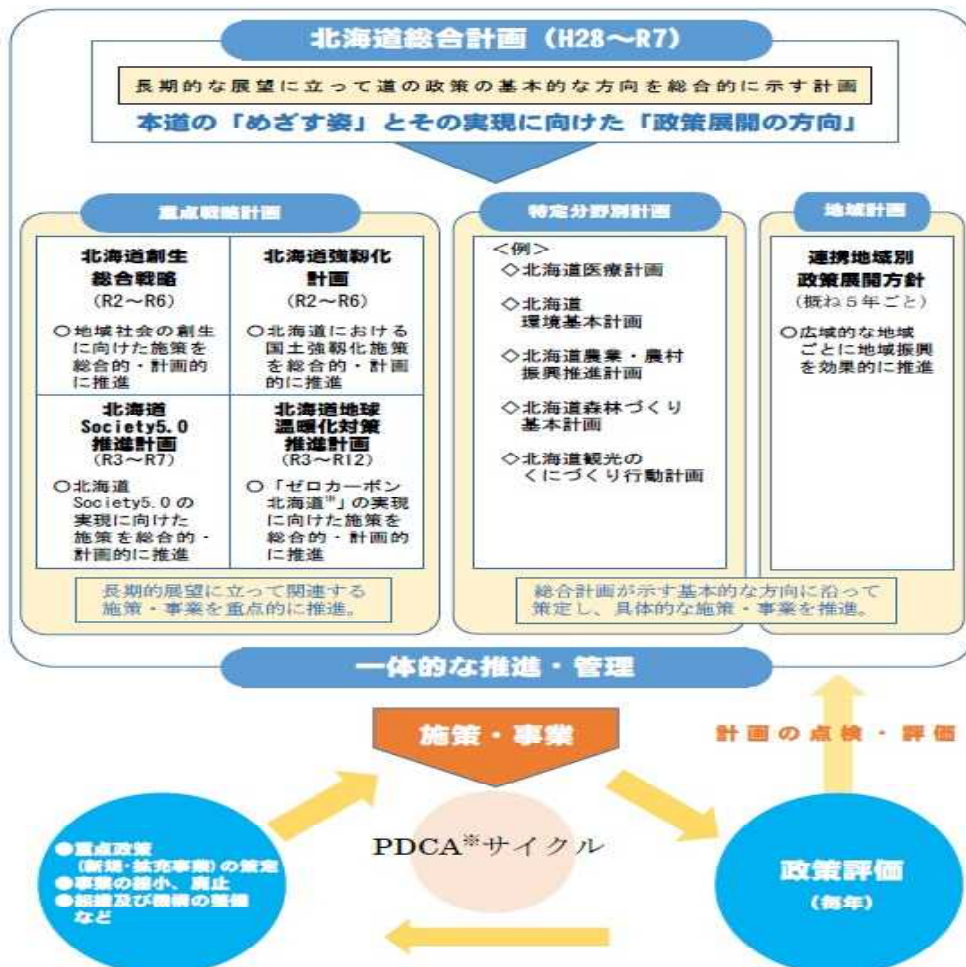 北海道総合計画（H28～R7）
長期的な展望に立って道の政策の基本的な方向を総合的に示す計画
本道の「めざす姿」とその実現に向けた「政策展開の方向」
重点戦略計画
北海道創生
総合戦略
(R2～R6)
○地域社会の創生
に向けた施策を
総合的・計画的
に推進
北海道強靱化
計画
(R2～R6)
○北海道における
国土強靱化施策
を総合的・計画
的に推進
北海道
Society5.0
推進計画
(R3～R7)
○北海道
Society5.0の
実現に向けた
施策を総合的・
計画的に推進
北海道地球
温暖化対策
推進計画
(R3～R12)
○「ゼロカーボン
北海道※」の実現
に向けた施策を
総合的・計画的
に推進
長期的展望に立って関連する
施策・事業を重点的に推進。
特定分野別計画
＜例＞
◇北海道医療計画
◇北海道
環境基本計画
◇北海道農業・農村
振興推進計画
◇北海道森林づくり
基本計画
◇北海道観光の
くにづくり行動計画
地域計画
連携地域別
政策展開方針
(概ね５年ごと)
○広域的な地域
ごとに地域振興
を効果的に推進
総合計画が示す基本的な方向に沿って
策定し、具体的な施策・事業を推進。
一体的な推進・管理
施策・事業
計画の点検・評価
PDCA※サイクル
●重点政策
(新規・拡充事業)の策定
●事業の縮小、廃止
●組織及び機構の整備
など
政策評価
(毎年)